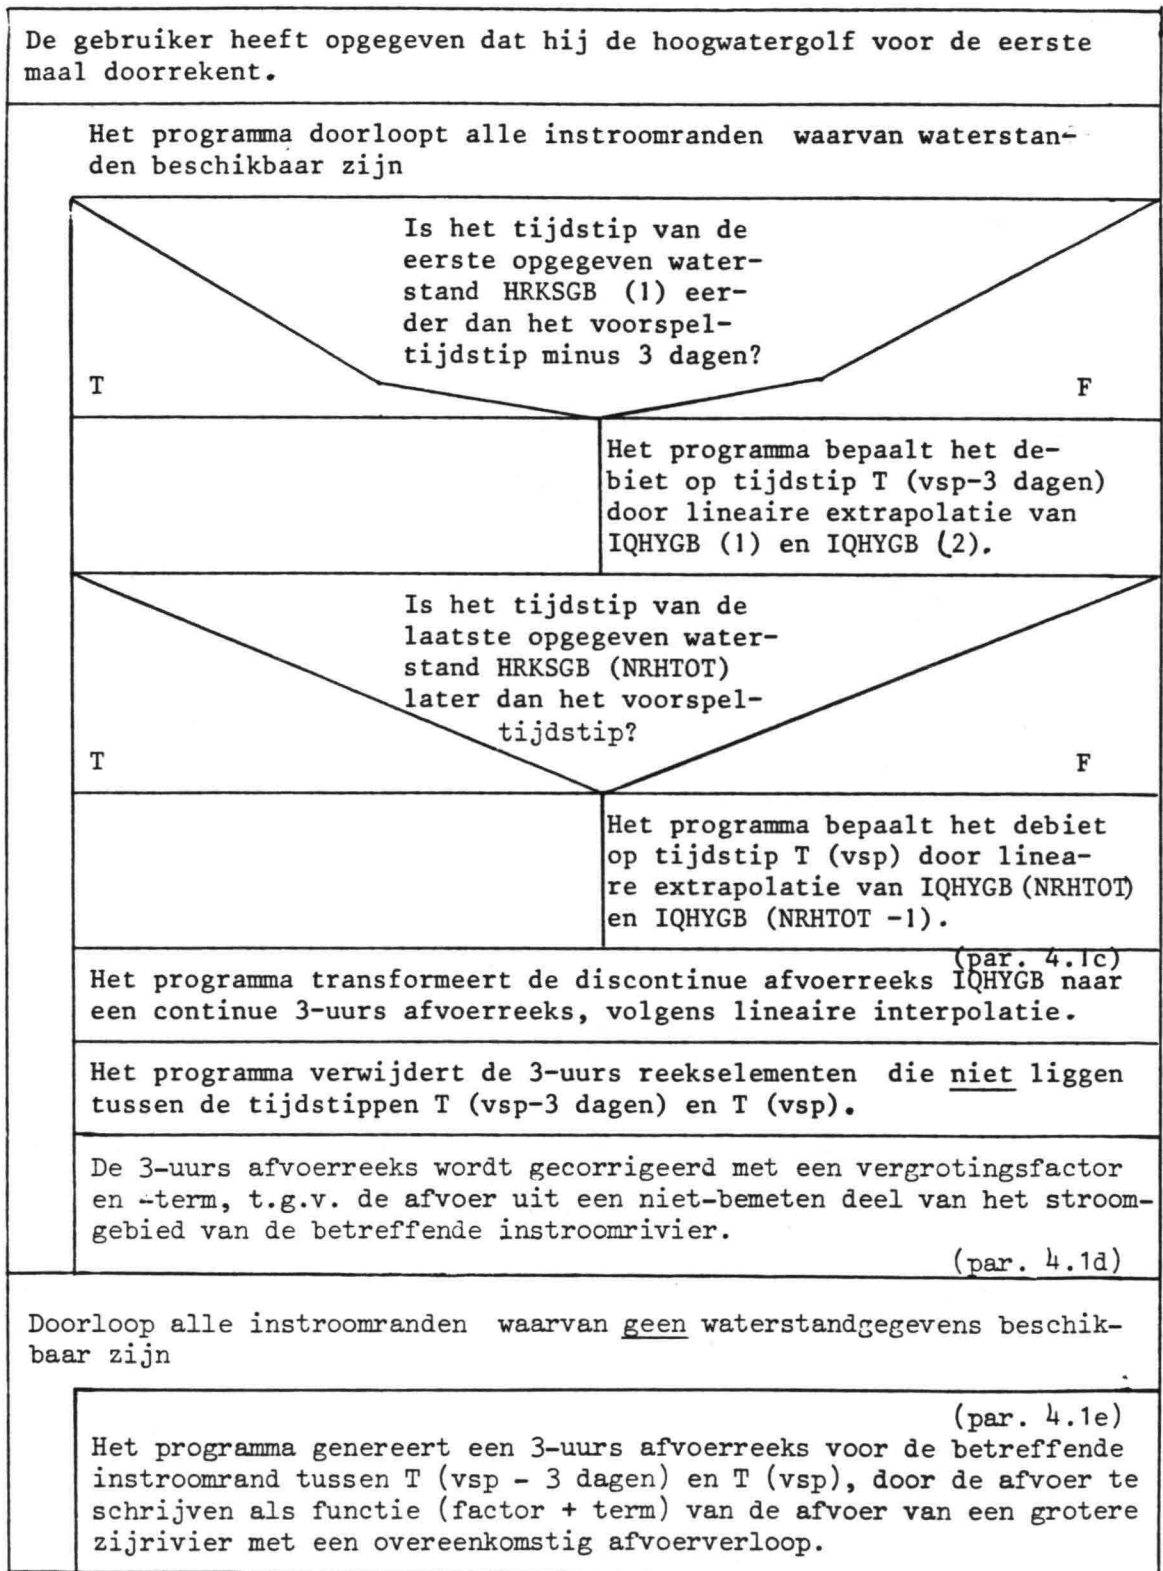 De gebruiker heeft opgegeven dat hij de hoogwatergolf voor de eerste
maal doorrekent.
Het programma doorloopt alle instroomranden waarvan waterstan-
den beschikbaar zijn
Is het tijdstip van de
eerste opgegeven water-
stand HRKSGB (1) eer-
der dan het voorspel-
tijdstip minus 3 dagen?
T
F
Het programma bepaalt het de-
biet op tijdstip T (vsp-3 dagen)
door lineaire extrapolatie van
IQHYGB (1) en IQHYGB (2).
Is het tijdstip van de
laatste opgegeven water-
stand HRKSGB (NRHTOT)
later dan het voorspel-
tijdstip?
T
F
Het programma bepaalt het debiet
op tijdstip T (vsp) door linea-
re extrapolatie van IQHYGB (NRHTOT)
en IQHYGB (NRHTOT -1).
(par. 4.1c)
Het programma transformeert de discontinue afvoerreeks IQHYGB naar
een continue 3-uurs afvoerreeks, volgens lineaire interpolatie.
Het programma verwijdert de 3-uurs reekselementen die niet liggen
tussen de tijdstippen T (vsp-3 dagen) en T (vsp).
De 3-uurs afvoerreeks wordt gecorrigeerd met een vergrotingsfactor
en -term, t.g.v. de afvoer uit een niet-bemeten deel van het stroom-
gebied van de betreffende instroomrivier.
(par. 4.1d)
Doorloop alle instroomranden waarvan geen waterstandgegevens beschik-
baar zijn
(par. 4.1e)
Het programma genereert een 3-uurs afvoerreeks voor de betreffende
instroomrand tussen T (vsp - 3 dagen) en T (vsp), door de afvoer te
schrijven als functie (factor + term) van de afvoer van een grotere
zijrivier met een overeenkomstig afvoerverloop.